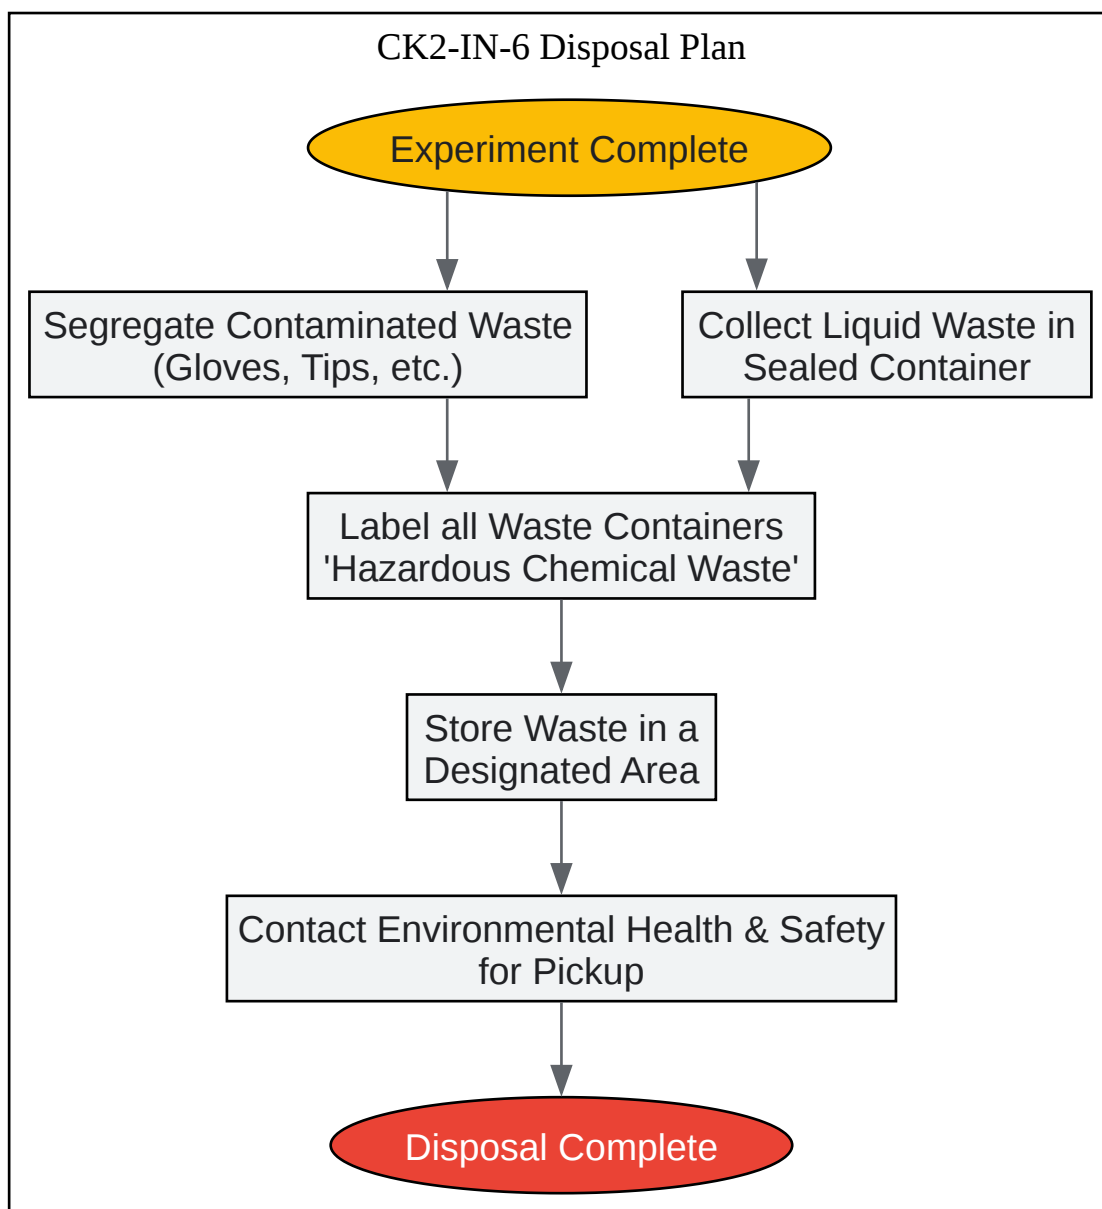 CK2-IN-6 Disposal Plan
Experiment Complete
Segregate Contaminated Waste
(Gloves, Tips, etc.)
Collect Liquid Waste in
Sealed Container
Label all Waste Containers
'Hazardous Chemical Waste'
Store Waste in a
Designated Area
Contact Environmental Health & Safety
for Pickup
Disposal Complete